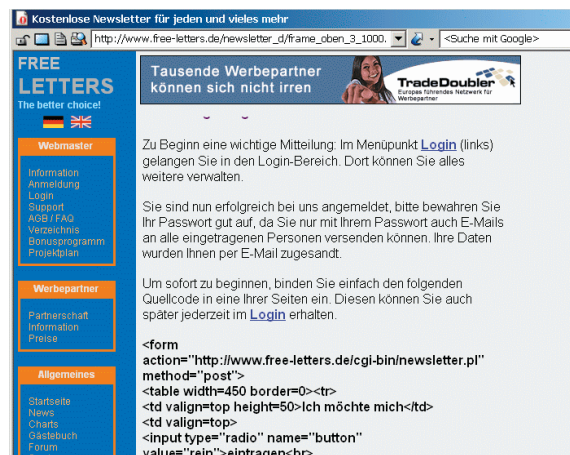 Kostenlose Newsletter für jeden und vieles mehr
http://www.free-letters.de/newsletter_d/frame_oben_3_1000.
<Suche mit Google>
FREE
LETTERS
The better choice!
Webmaster
Information
Anmeldung
Login
Support
AGB / FAQ
Verzeichnis
Bonusprogramm
Projektplan
Werbepartner
Partnerschaft
Information
Preise
Allgemeines
Startseite
News
Charts
Gästebuch
Forum
Tausende Werbepartner
können sich nicht irren
TradeDoubler
Europas führendes Netzwerk für
Werbepartner
Zu Beginn eine wichtige Mitteilung: Im Menüpunkt Login (links)
gelangen Sie in den Login-Bereich. Dort können Sie alles
weitere verwalten.
Sie sind nun erfolgreich bei uns angemeldet, bitte bewahren Sie
Ihr Passwort gut auf, da Sie nur mit Ihrem Passwort auch E-Mails
an alle eingetragenen Personen versenden können. Ihre Daten
wurden Ihnen per E-Mail zugesandt.
Um sofort zu beginnen, binden Sie einfach den folgenden
Quellcode in eine Ihrer Seiten ein. Diesen können Sie auch
später jederzeit im Login erhalten.
<form
action="http://www.free-letters.de/cgi-bin/newsletter.pl"
method="post">
<table width=450 border=0><tr>
<td valign=top height=50>Ich möchte mich</td>
<td valign=top>
<input type="radio" name="button"
value="rein">eintragen<br>